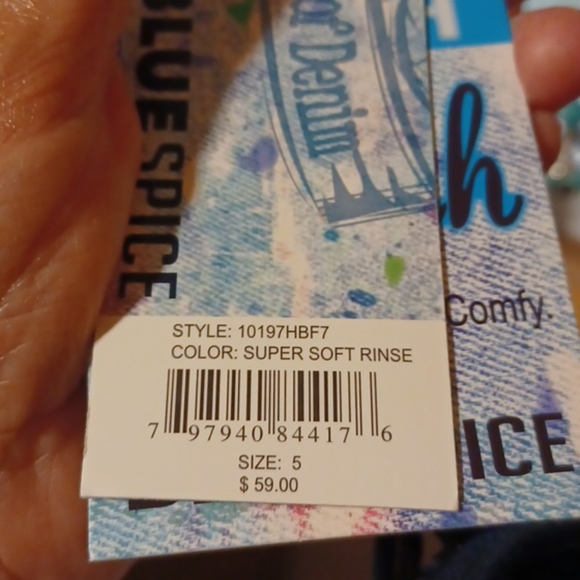 BLUE SPICE
Denim
h
Comfy.
ICE
STYLE: 10197HBF7
COLOR: SUPER SOFT RINSE
7 97940 84417 6
SIZE: 5
$ 59.00